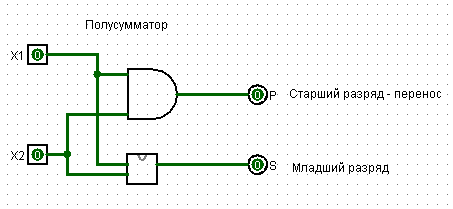 Полусумматор
X1 0
0 P Старший разряд - перенос
X2 0
0 S Младший разряд